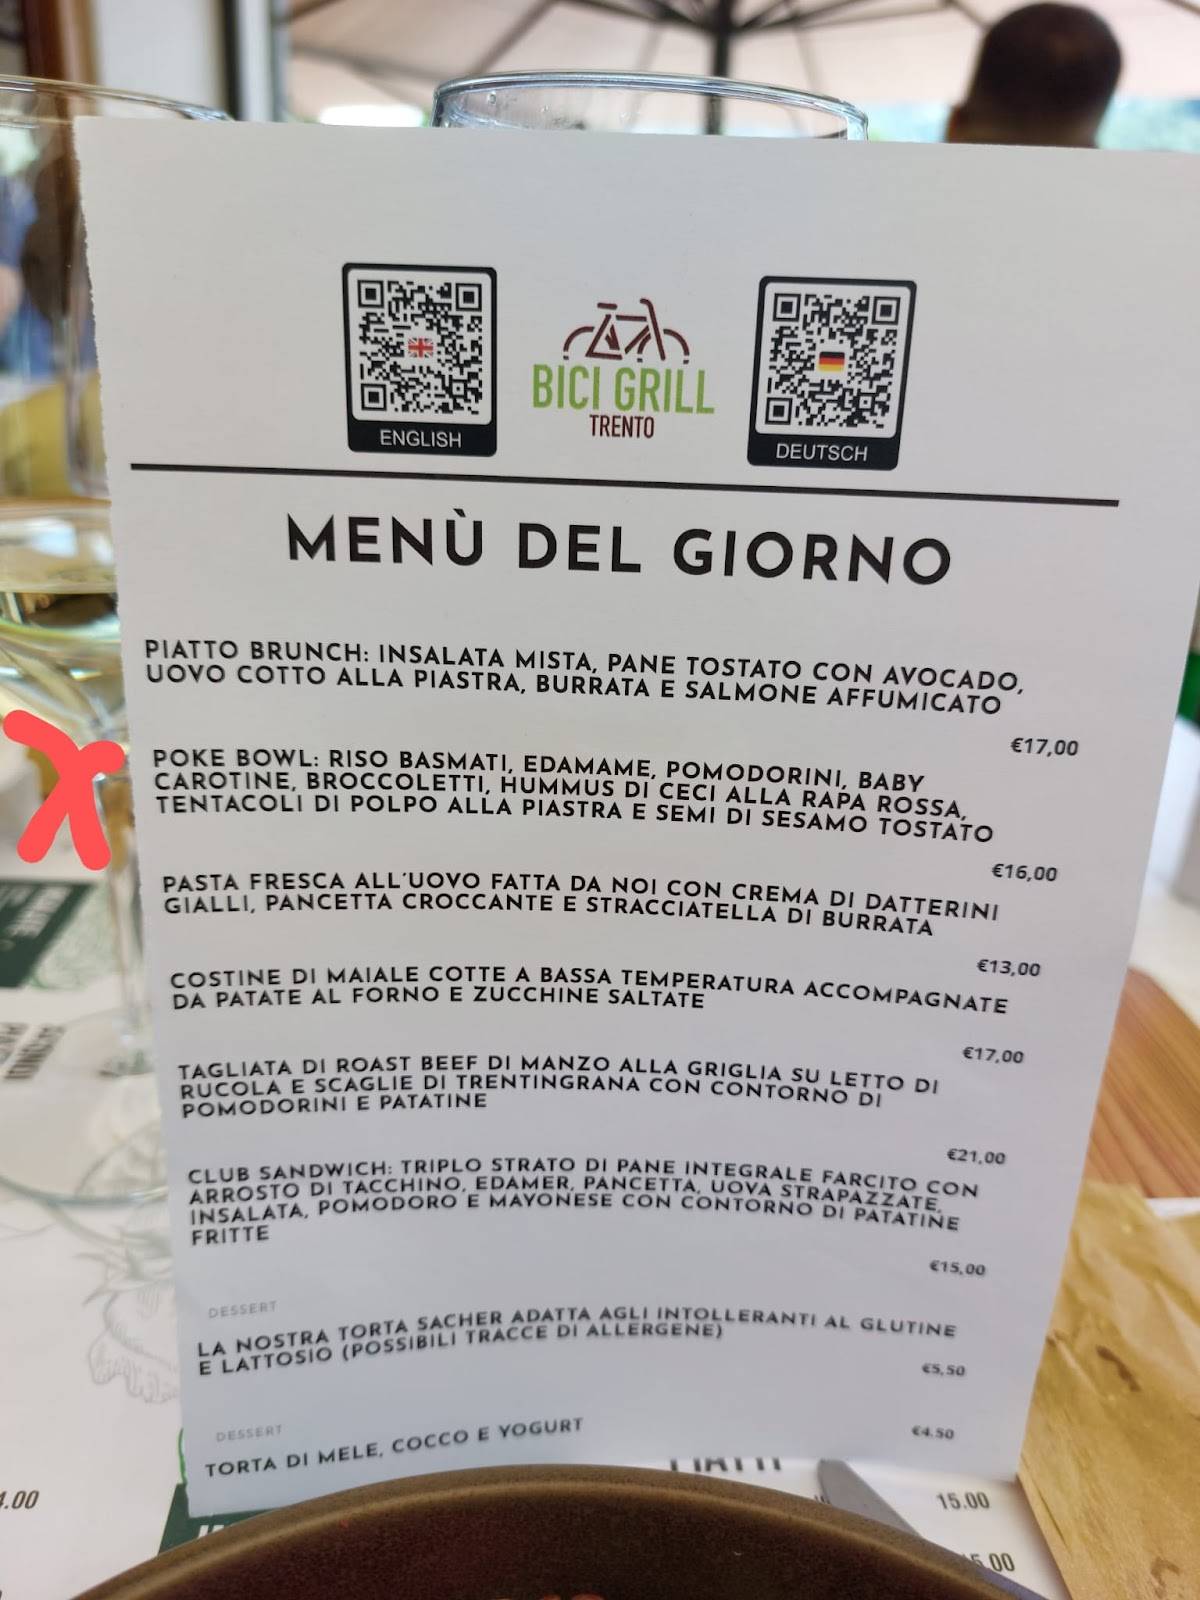 ENGLISH
BICI GRILL
TRENTO
DEUTSCH
MENÙ DEL GIORNO
PIATTO BRUNCH: INSALATA MISTA, PANE TOSTATO CON AVOCADO,
UOVO COTTO ALLA PIASTRA, BURRATA E SALMONE AFFUMICATO
€17,00
POKE BOWL: RISO BASMATI, EDAMAME, POMODORINI, BABY
CAROTINE, BROCCOLETTI, HUMMUS DI CECI ALLA RAPA ROSSA,
TENTACOLI DI POLPO ALLA PIASTRA E SEMI DI SESAMO TOSTATO
€16,00
PASTA FRESCA ALL'UOVO FATTA DA NOI CON CREMA DI DATTERINI
GIALLI, PANCETTA CROCCANTE E STRACCIATELLA DI BURRATA
€13,00
COSTINE DI MAIALE COTTE A BASSA TEMPERATURA ACCOMPAGNATE
DA PATATE AL FORNO E ZUCCHINE SALTATE
€17,00
TAGLIATA DI ROAST BEEF DI MANZO ALLA GRIGLIA SU LETTO DI
RUCOLA E SCAGLIE DI TRENTINGRANA CON CONTORNO DI
POMODORINI E PATATINE
€21,00
CLUB SANDWICH: TRIPLO STRATO DI PANE INTEGRALE FARCITO CON
ARROSTO DI TACCHINO, EDAMER, PANCETTA, UOVA STRAPAZZATE,
INSALATA, POMODORO E MAYONESE CON CONTORNO DI PATATINE
FRITTE
€15,00
DESSERT
LA NOSTRA TORTA SACHER ADATTA AGLI INTOLLERANTI AL GLUTINE
E LATTOSIO (POSSIBILI TRACCE DI ALLERGENE)
€5,50
DESSERT
TORTA DI MELE, COCCO E YOGURT
€4.50
15.00